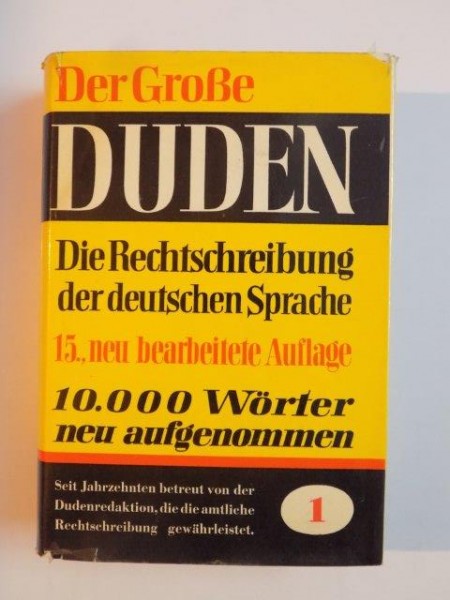 Der Große
DUDEN
Die Rechtschreibung
der deutschen Sprache
15., neu bearbeitete Auflage
10.000 Wörter
neu aufgenommen
Seit Jahrzehnten betreut von der
Dudenredaktion, die die amtliche
Rechtschreibung gewährleistet.
1